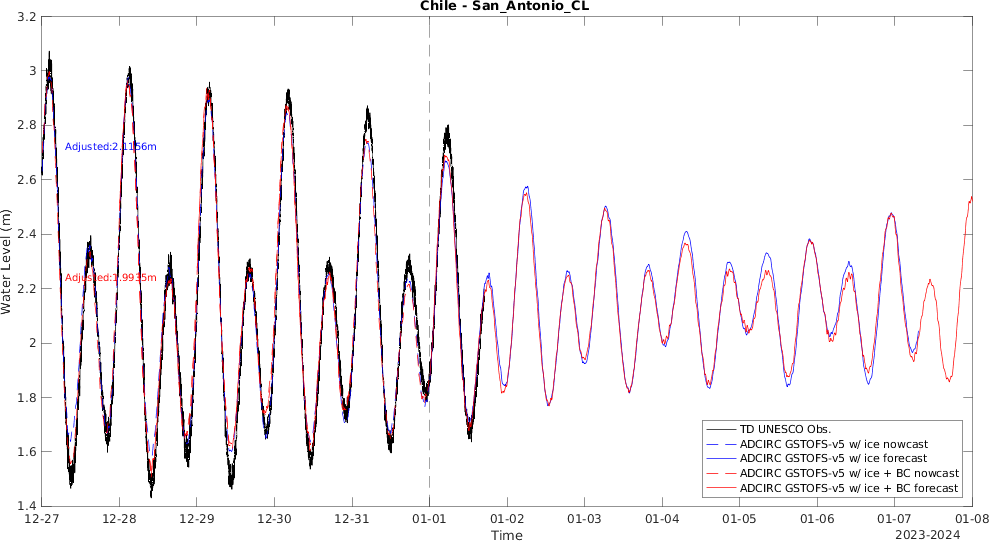 Chile - San_Antonio_CL
3.2
3
2.8
2.6
2.4
2.2
2
1.8
1.6
1.4
Water Level (m)
Adjusted:2.1156m
Adjusted:1.9935m
TD UNESCO Obs.
ADCIRC GSTOFS-v5 w/ ice nowcast
ADCIRC GSTOFS-v5 w/ ice forecast
ADCIRC GSTOFS-v5 w/ ice + BC nowcast
ADCIRC GSTOFS-v5 w/ ice + BC forecast
12-27 12-28 12-29 12-30 12-31 01-01 01-02 01-03 01-04 01-05 01-06 01-07 01-08
Time
2023-2024